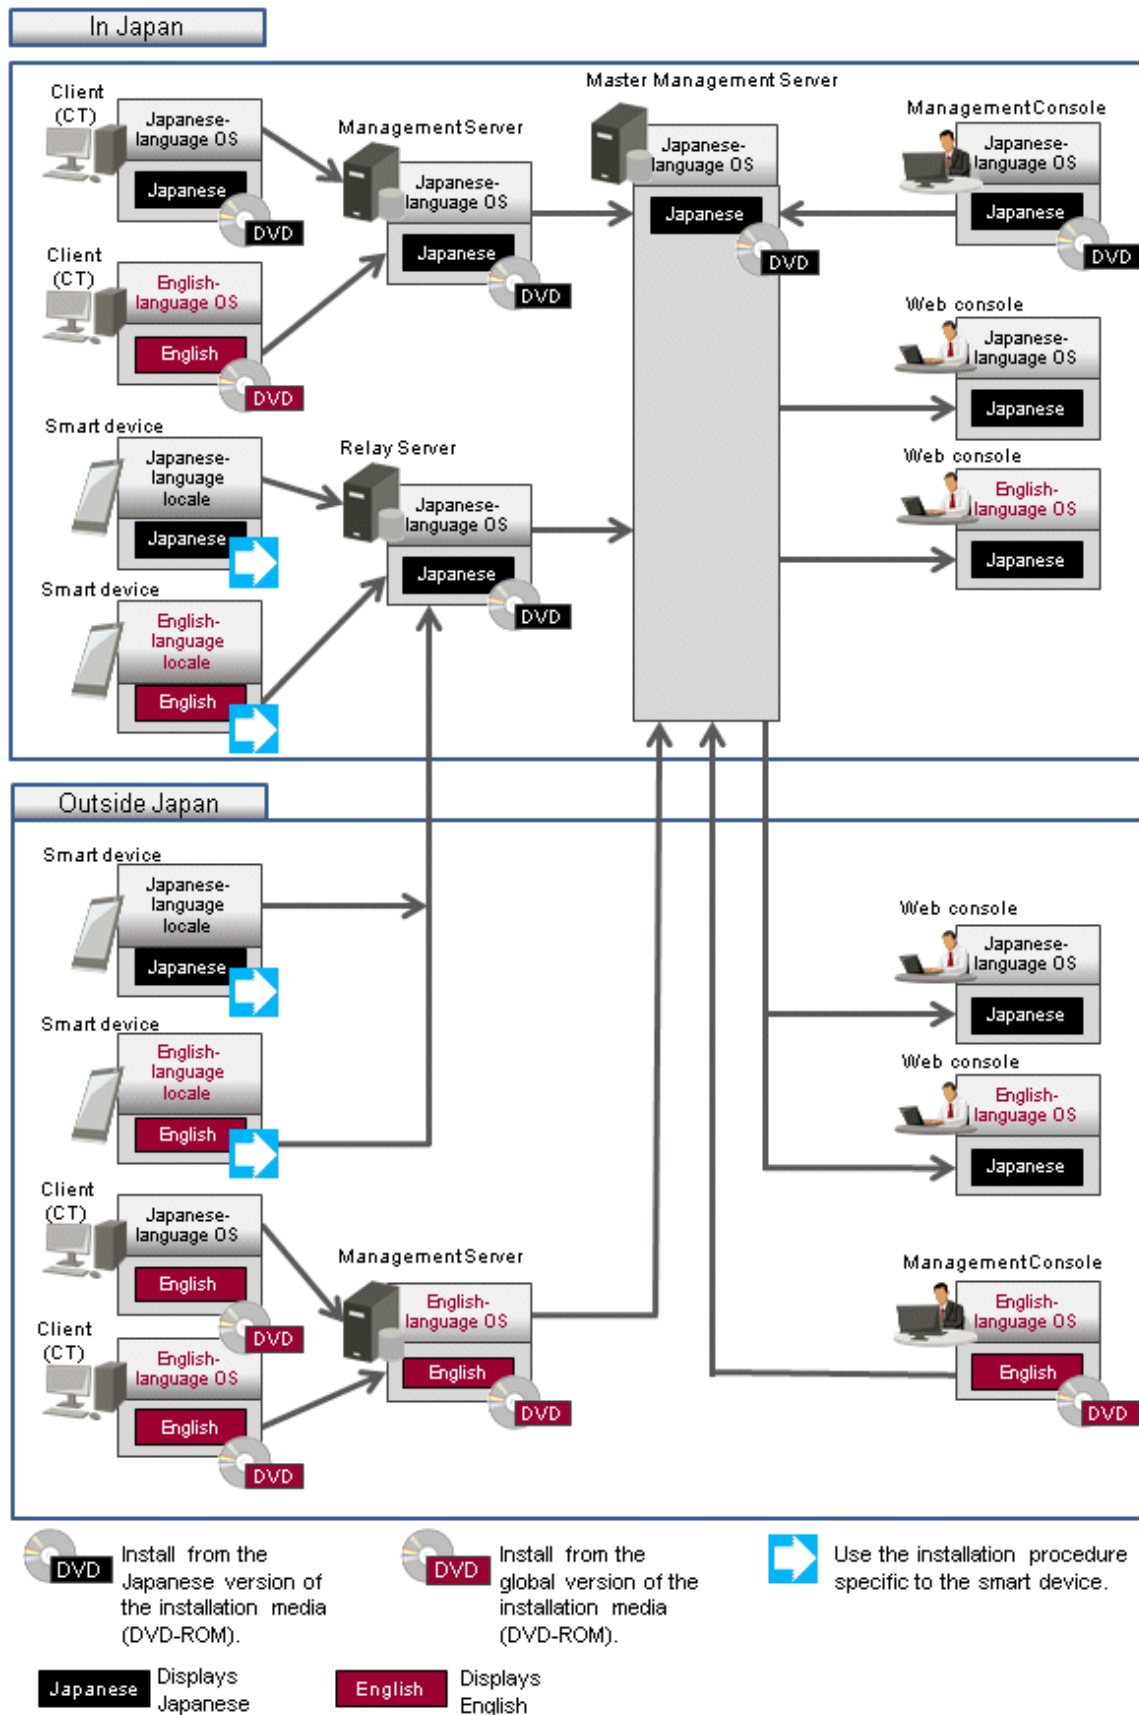 In Japan
Client
(CT)
Japanese-
language OS
Japanese
DVD
Client
(CT)
English-
language OS
English
DVD
Smart device
Japanese-
language
locale
Japanese
Smart device
English-
language
locale
English
Management Server
Japanese-
language OS
Japanese
DVD
Relay Server
Japanese-
language OS
Japanese
DVD
Master Management Server
Japanese-
language OS
Japanese
DVD
Management Console
Japanese-
language OS
Japanese
DVD
Web console
Japanese-
language OS
Japanese
Web console
English-
language OS
Japanese
Outside Japan
Smart device
Japanese-
language
locale
Japanese
Smart device
English-
language
locale
English
Client
(CT)
Japanese-
language OS
English
DVD
Client
(CT)
English-
language OS
English
DVD
Management Server
English-
language OS
English
DVD
Web console
Japanese-
language OS
Japanese
Web console
English-
language OS
Japanese
Management Console
English-
language OS
English
DVD
DVD
Install from the
Japanese version of
the installation media
(DVD-ROM).
DVD
Install from the
global version of the
installation media
(DVD-ROM).
Use the installation procedure
specific to the smart device.
Japanese
Displays
Japanese
English
Displays
English